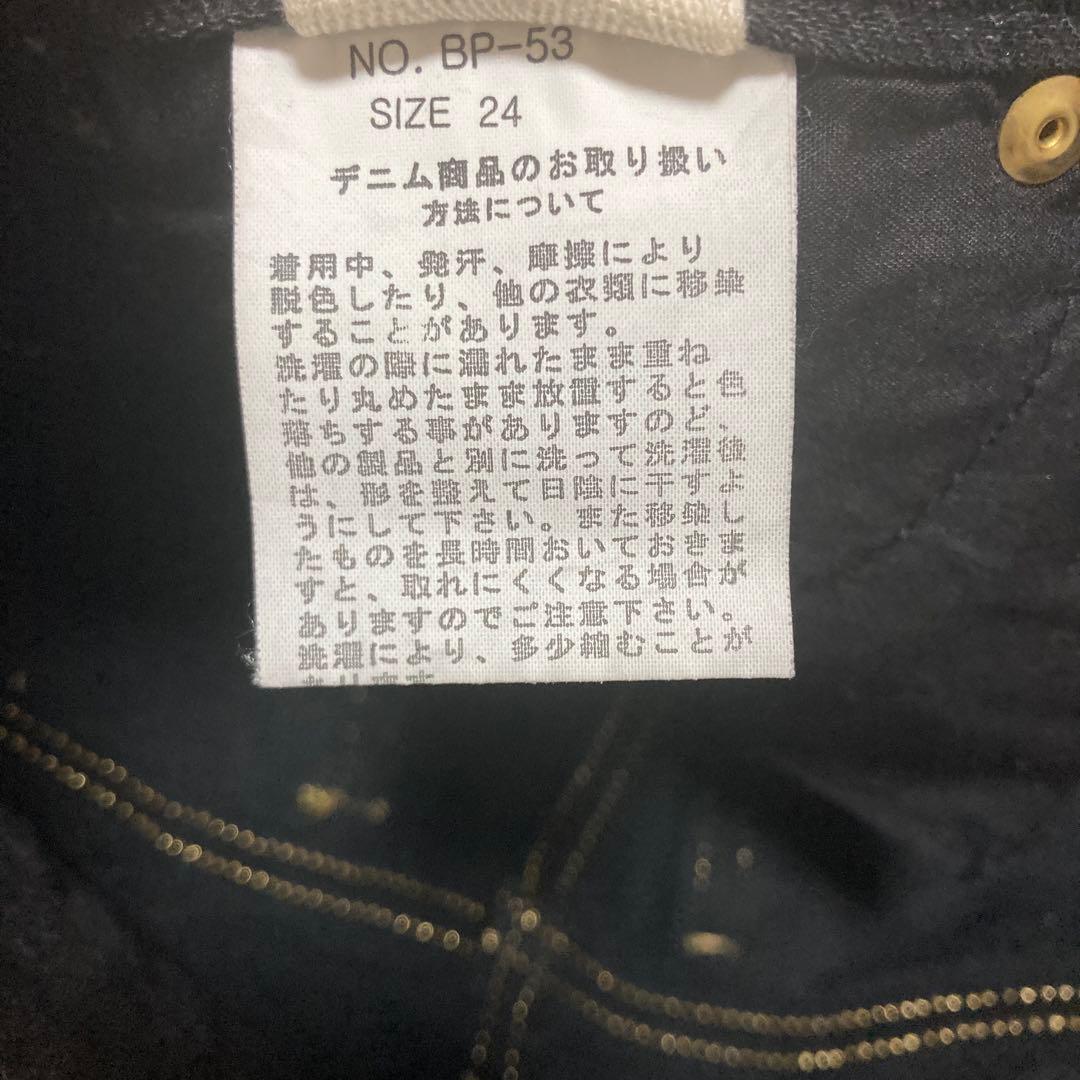 NO. BP-53
SIZE 24
デニム商品のお取り扱い
方法について
着用中、発汗、摩擦により
脱色したり、他の衣類に移染
することがあります。
洗濯の際に濡れたまま重ね
たり丸めたまま放置すると色
落ちする事がありますのど、
他の製品と別に洗って洗濯後
は、形を整えて日陰に干すよ
うにして下さい。また移染し
たものを長時間おいておきま
すと、取れにくくなる場合が
ありますのでご注意下さい。
洗濯により、多少縮むことが
あります